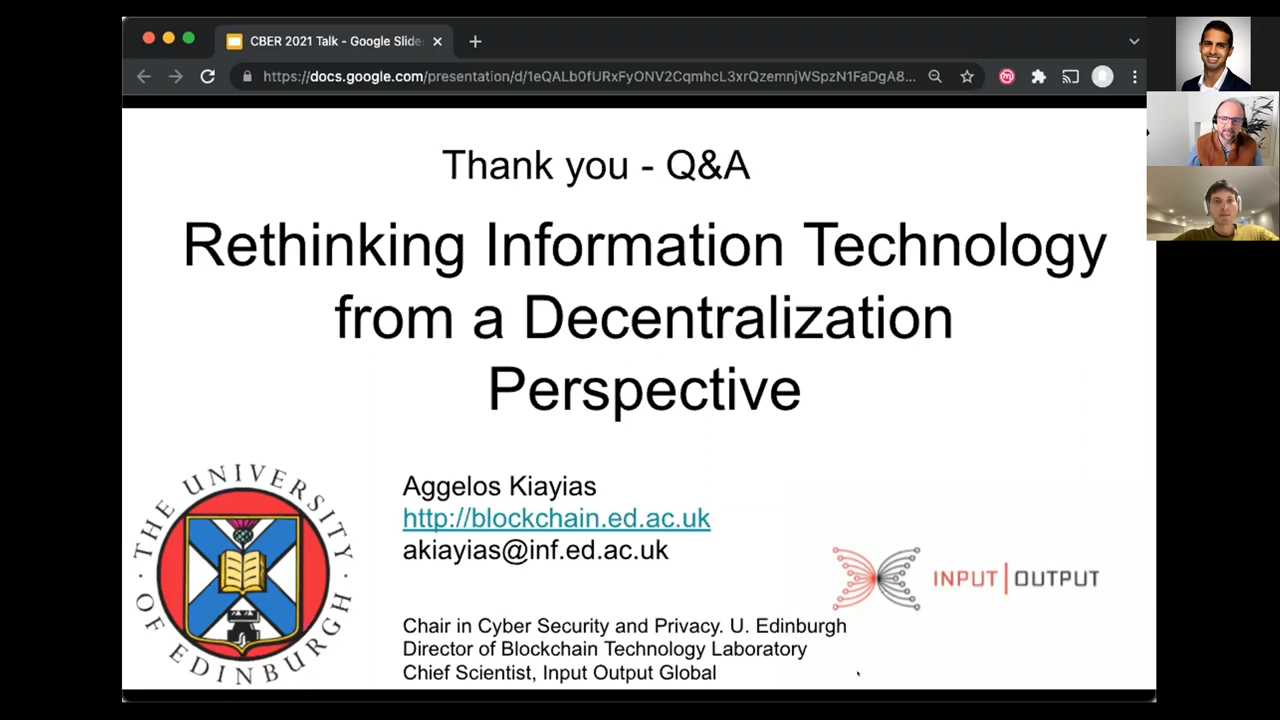 CBER 2021 Talk - Google Slide
https://docs.google.com/presentation/d/1eQALb0fURxFyONV2CqmhcL3xrQzemnjWSpzN1FaDgA8...
Thank you - Q&A
Rethinking Information Technology
from a Decentralization
Perspective
THE UNIVERSITY
OF EDINBURGH
Aggelos Kiayias
http://blockchain.ed.ac.uk
akiayias@inf.ed.ac.uk
INPUT | OUTPUT
Chair in Cyber Security and Privacy. U. Edinburgh
Director of Blockchain Technology Laboratory
Chief Scientist, Input Output Global